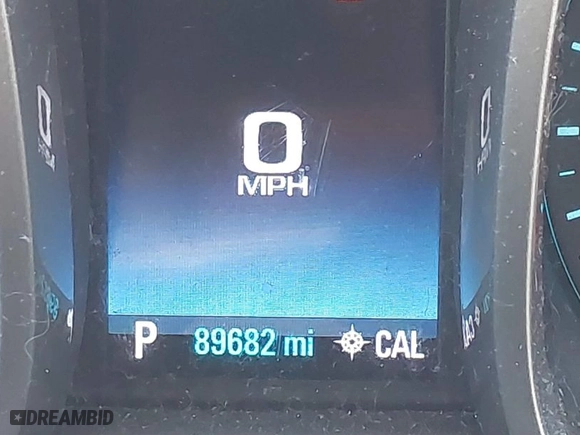 0
MPH
P 89682 mi CAL
DREAMBID